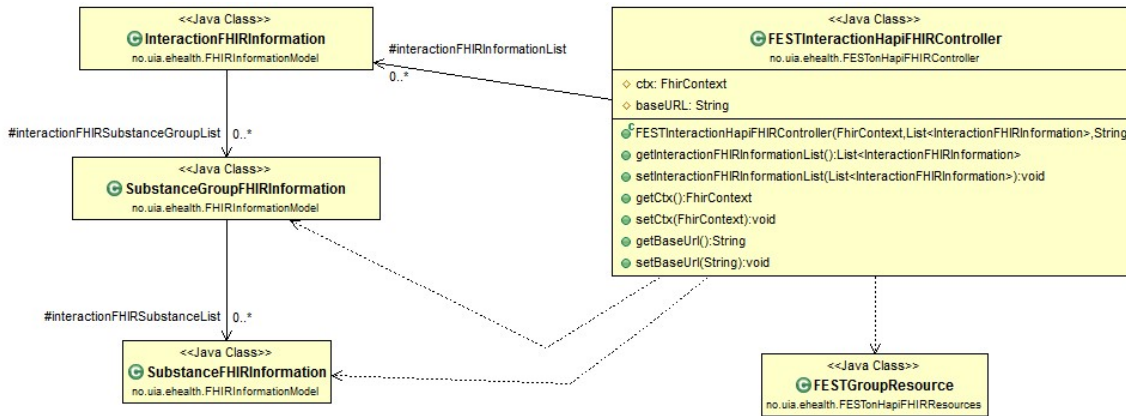 <<Java Class>>
InteractionFHIRInformation
no.uia.ehealth.FHIRInformationModel
#interactionFHIRInformationList
0..*
<<Java Class>>
FESTInteractionHapiFHIRController
no.uia.ehealth.FESTonHapiFHIRController
ctx: FhirContext
baseURL: String
FESTInteractionHapiFHIRController(FhirContext,List<InteractionFHIRInformation>,String
getInteractionFHIRInformationList():List<InteractionFHIRInformation>
setInteractionFHIRInformationList(List<InteractionFHIRInformation>):void
getCtx():FhirContext
setCtx(FhirContext):void
getBaseUrl():String
setBaseUrl(String):void
#interactionFHIRSubstanceGroupList 0..*
<<Java Class>>
SubstanceGroupFHIRInformation
no.uia.ehealth.FHIRInformationModel
#interactionFHIRSubstanceList 0..*
<<Java Class>>
SubstanceFHIRInformation
no.uia.ehealth.FHIRInformationModel
<<Java Class>>
FESTGroupResource
no.uia.ehealth.FESTonHapiFHIRResources